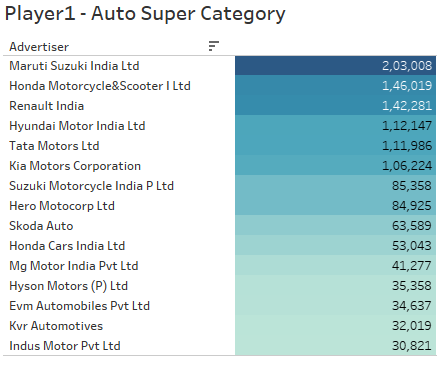 Player1 - Auto Super Category
Advertiser
Maruti Suzuki India Ltd 2,03,008
Honda Motorcycle&Scooter I Ltd 1,46,019
Renault India 1,42,281
Hyundai Motor India Ltd 1,12,147
Tata Motors Ltd 1,11,986
Kia Motors Corporation 1,06,224
Suzuki Motorcycle India P Ltd 85,358
Hero Motocorp Ltd 84,925
Skoda Auto 63,589
Honda Cars India Ltd 53,043
Mg Motor India Pvt Ltd 41,277
Hyson Motors (P) Ltd 35,358
Evm Automobiles Pvt Ltd 34,637
Kvr Automotives 32,019
Indus Motor Pvt Ltd 30,821